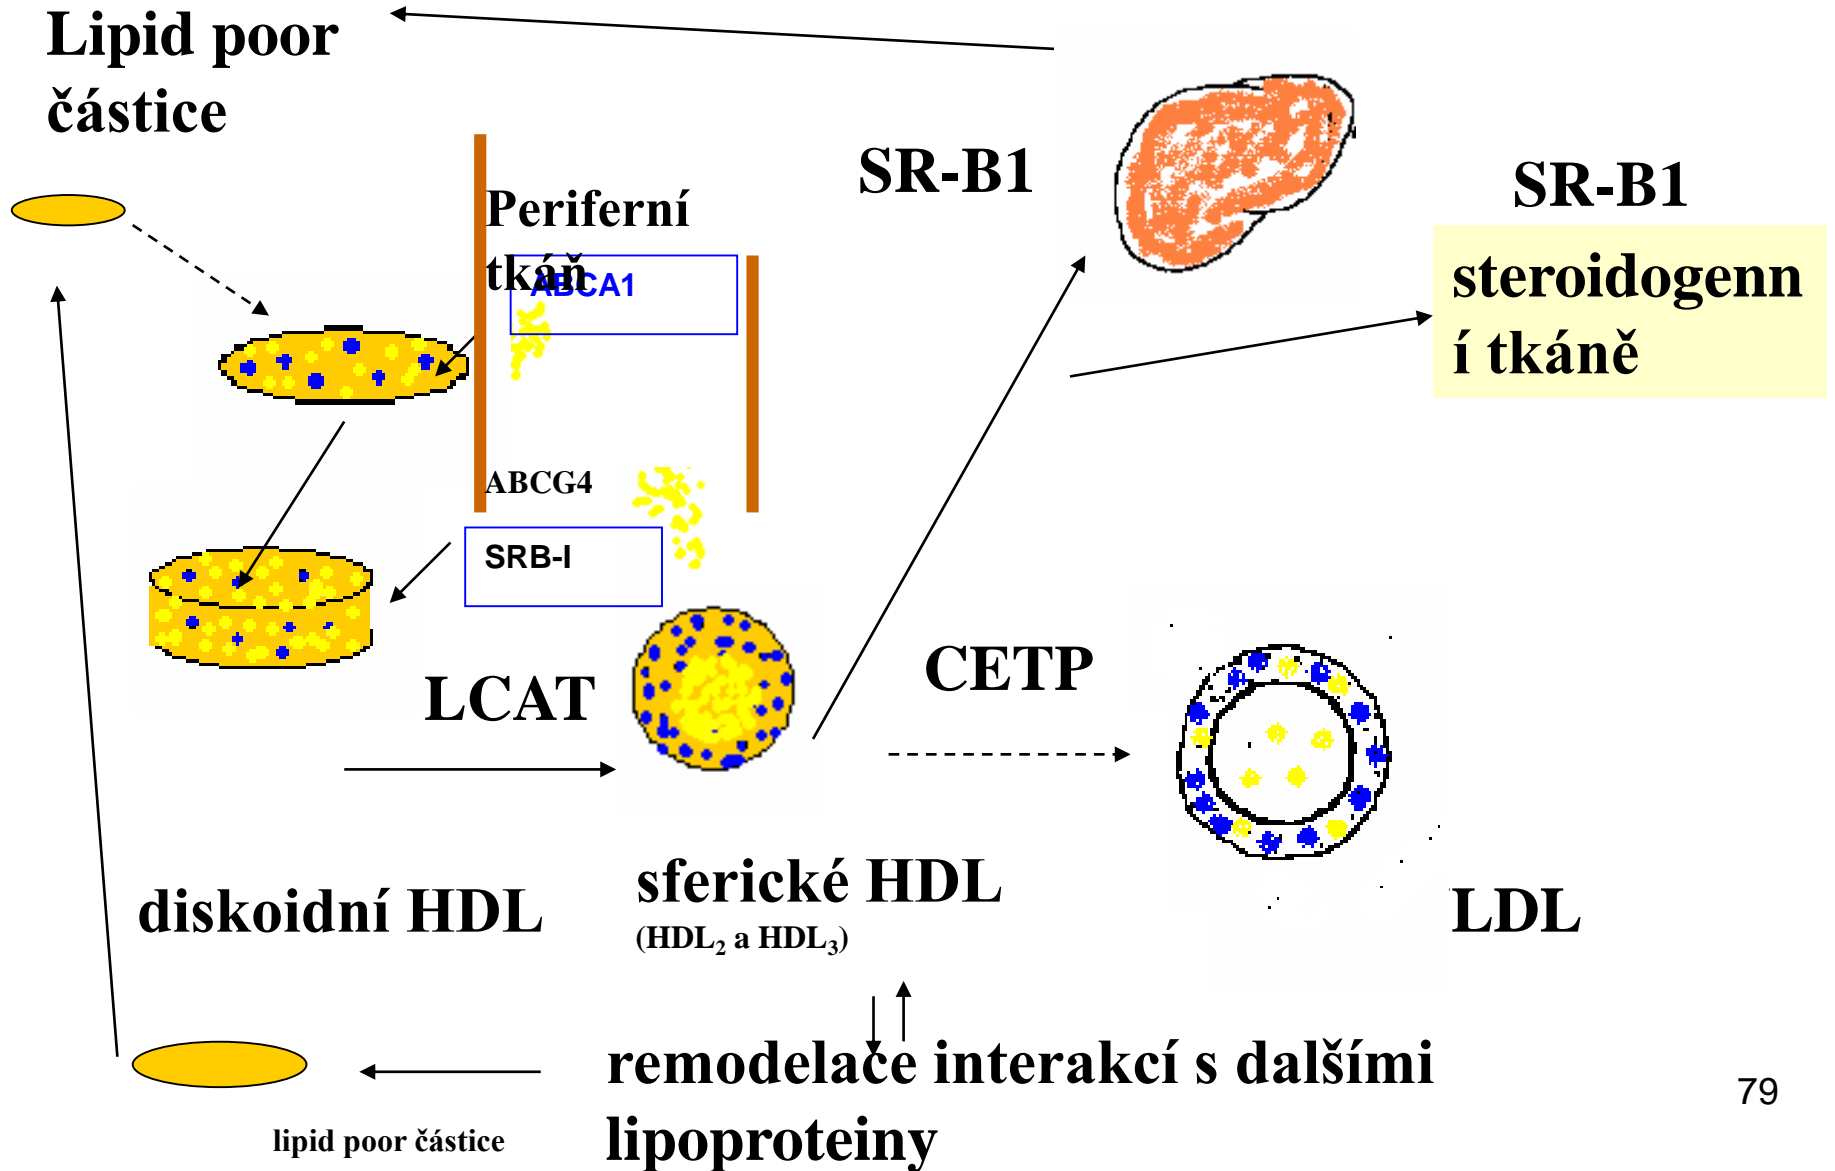 Lipid poor
částice
SR-B1
SR-B1
Periferní
tkáň
ABCA1
steroidogenn
í tkáně
ABCG4
SRB-I
LCAT
CETP
diskoidní HDL
sferické HDL
(HDL₂ a HDL₃)
LDL
remodelace interakcí s dalšími
lipoproteiny
lipid poor částice
79